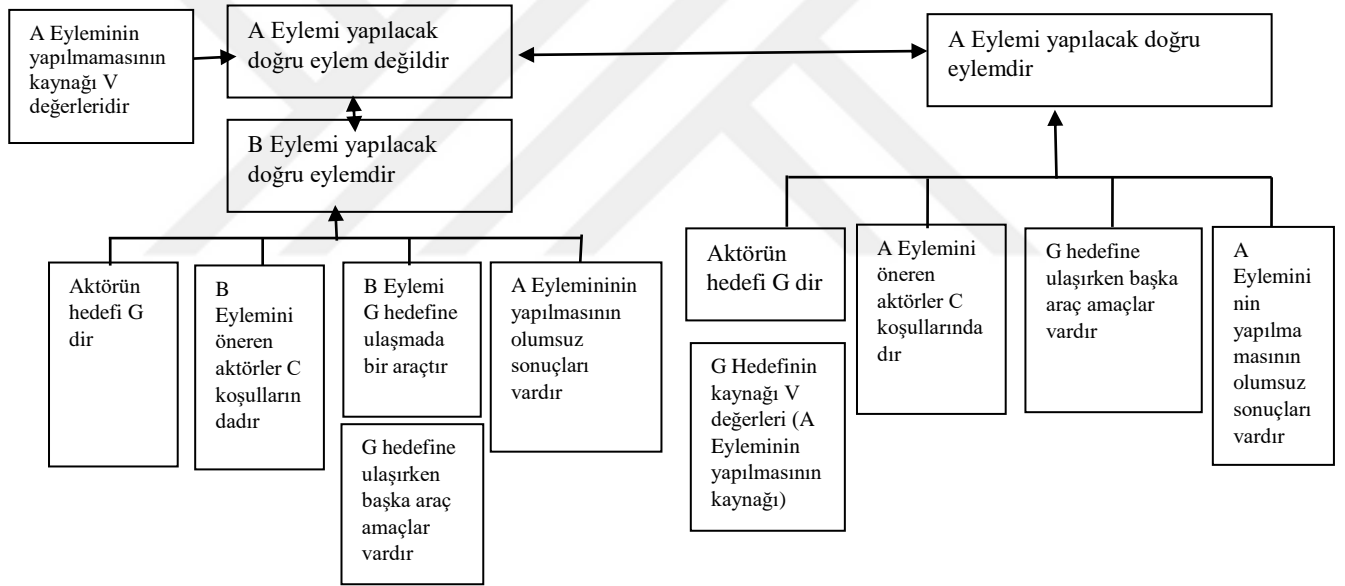 A Eyleminin
yapılmamasının
kaynağı V
değerleridir
A Eylemi yapılacak
doğru eylem değildir
A Eylemi yapılacak doğru
eylemdir
B Eylemi yapılacak
doğru eylemdir
Aktörün
hedefi G
dir
B
Eylemini
öneren
aktörler C
koşulların
dadır
B Eylemi
G hedefine
ulaşmada
bir araçtır
A Eylemininin
yapılmasının
olumsuz
sonuçları
vardır
G hedefine
ulaşırken
başka araç
amaçlar
vardır
Aktörün
hedefi G dir
G Hedefinin
kaynağı V
değerleri (A
Eyleminin
yapılmasının
kaynağı)
A Eylemini
öneren
aktörler C
koşullarında
dır
G hedefine
ulaşırken başka
araç amaçlar
vardır
A
Eylemini
nin
yapılma
masının
olumsuz
sonuçları
vardır